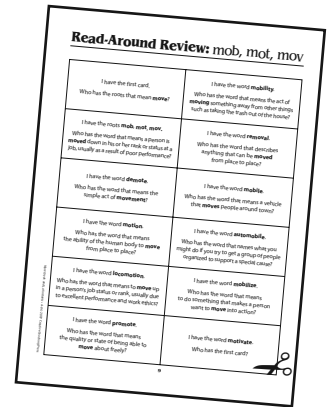 Read-Around Review: mob, mot, mov
I have the first card.
Who has the roots that mean move?
I have the roots mob, mot, mov.
Who has the word that means a person is
moved down in his or her rank or status at a
job, usually as a result of poor performance?
I have the word demote.
Who has the word that means the
simple act of movement?
I have the word motion.
Who has the word that means
the ability of the human body to move
from place to place?
I have the word locomotion.
Who has the word that means to move up
in a person's job status or rank, usually due
to excellent performance and work ethics?
I have the word promote.
Who has the word that means
the quality or state of being able to
move about freely?
I have the word mobility.
Who has the word that means the act of
moving something away from other things
such as taking the trash out of the house?
I have the word removal.
Who has the word that describes
anything that can be moved
from place to place?
I have the word mobile.
Who has the word that means a vehicle
that moves people around town?
I have the word automobile.
Who has the word that names what you
might do if you try to get a group of people
organized to support a special cause?
I have the word mobilize.
Who has the word that means
to do something that makes a person
want to move into action?
I have the word motivate.
Who has the first card?